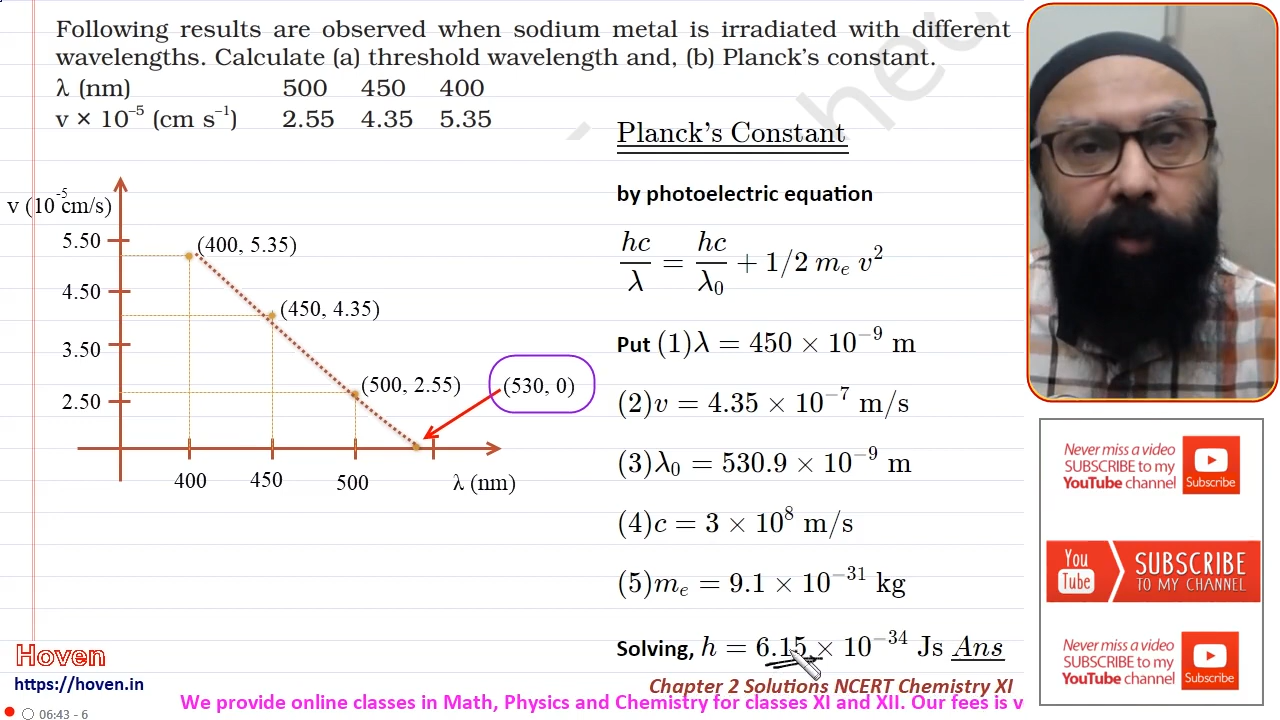 Following results are observed when sodium metal is irradiated with different
wavelengths. Calculate (a) threshold wavelength and, (b) Planck's constant.
λ (nm) 500 450 400
v × 10⁻⁵ (cm s⁻¹) 2.55 4.35 5.35
Planck's Constant
by photoelectric equation
hc/λ = hc/λ₀ + 1/2 mₑ v²
Put (1)λ = 450 × 10⁻⁹ m
(2)v = 4.35 × 10⁻⁷ m/s
(3)λ₀ = 530.9 × 10⁻⁹ m
(4)c = 3 × 10⁸ m/s
(5)mₑ = 9.1 × 10⁻³¹ kg
Solving, h = 6.15 × 10⁻³⁴ Js Ans
v (10⁻⁵ cm/s)
5.50
4.50
3.50
2.50
(400, 5.35)
(450, 4.35)
(500, 2.55)
(530, 0)
400 450 500 λ (nm)
Hoven
https://hoven.in
Chapter 2 Solutions NCERT Chemistry XI
We provide online classes in Math, Physics and Chemistry for classes XI and XII. Our fees is v
06:43 - 6
Never miss a video
SUBSCRIBE to my
YouTube channel
Subscribe
You
Tube
SUBSCRIBE
TO MY CHANNEL
Never miss a video
SUBSCRIBE to my
YouTube channel
Subscribe